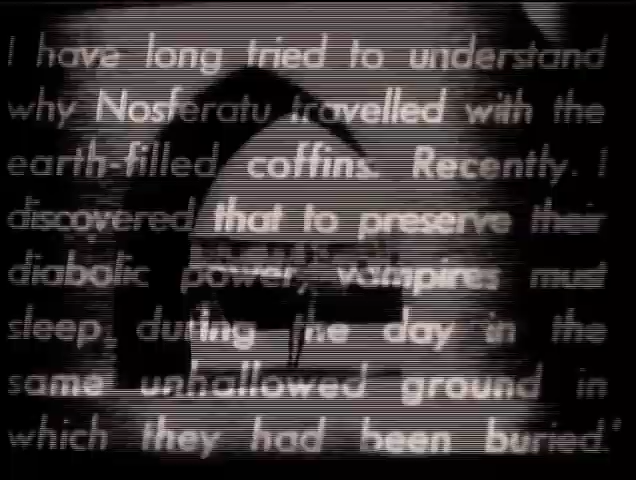 I have long tried to understand
why Nosferatu travelled with the
earth-filled coffins. Recently, I
discovered that to preserve their
diabolic power, vampires must
sleep, during the day in the
same unhallowed ground in
which they had been buried."